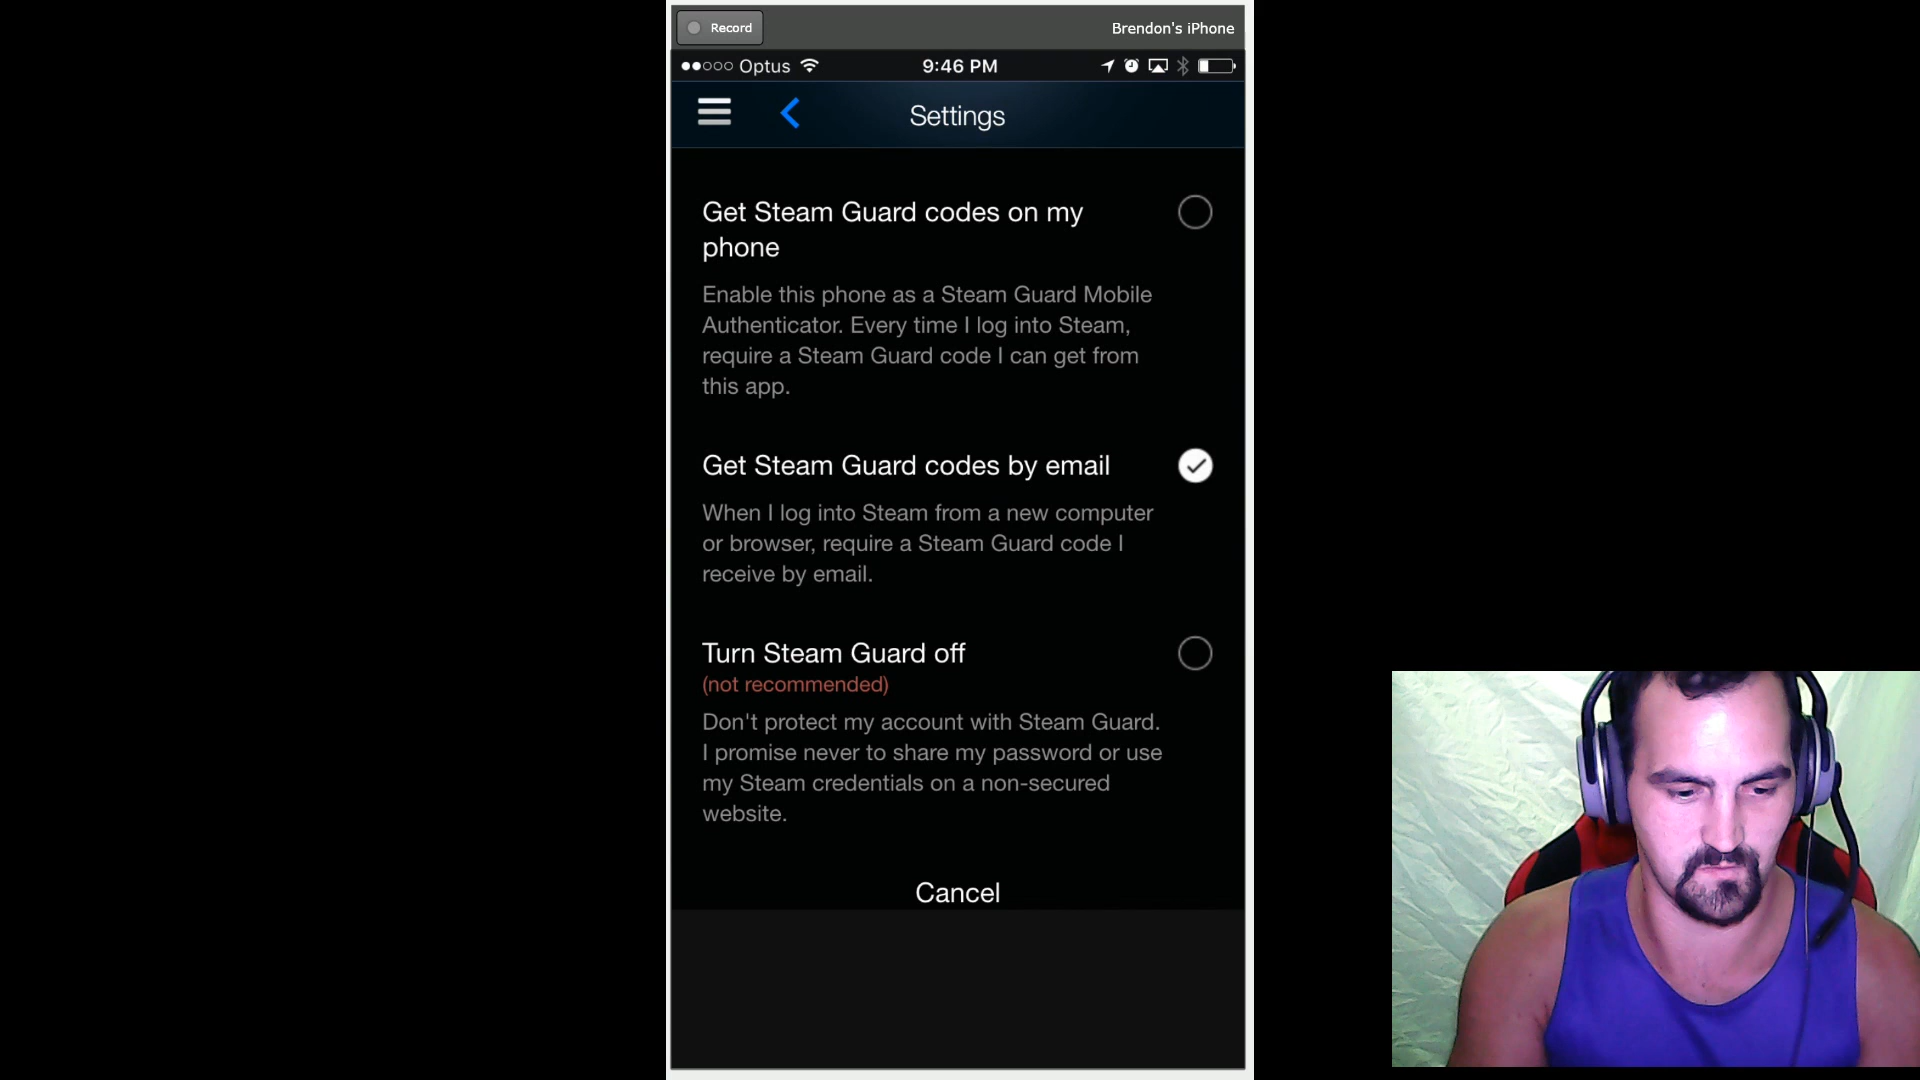 Record
Brendon's iPhone
Optus
9:46 PM
Settings
Get Steam Guard codes on my
phone
Enable this phone as a Steam Guard Mobile
Authenticator. Every time I log into Steam,
require a Steam Guard code I can get from
this app.
Get Steam Guard codes by email
When I log into Steam from a new computer
or browser, require a Steam Guard code I
receive by email.
Turn Steam Guard off
(not recommended)
Don't protect my account with Steam Guard.
I promise never to share my password or use
my Steam credentials on a non-secured
website.
Cancel